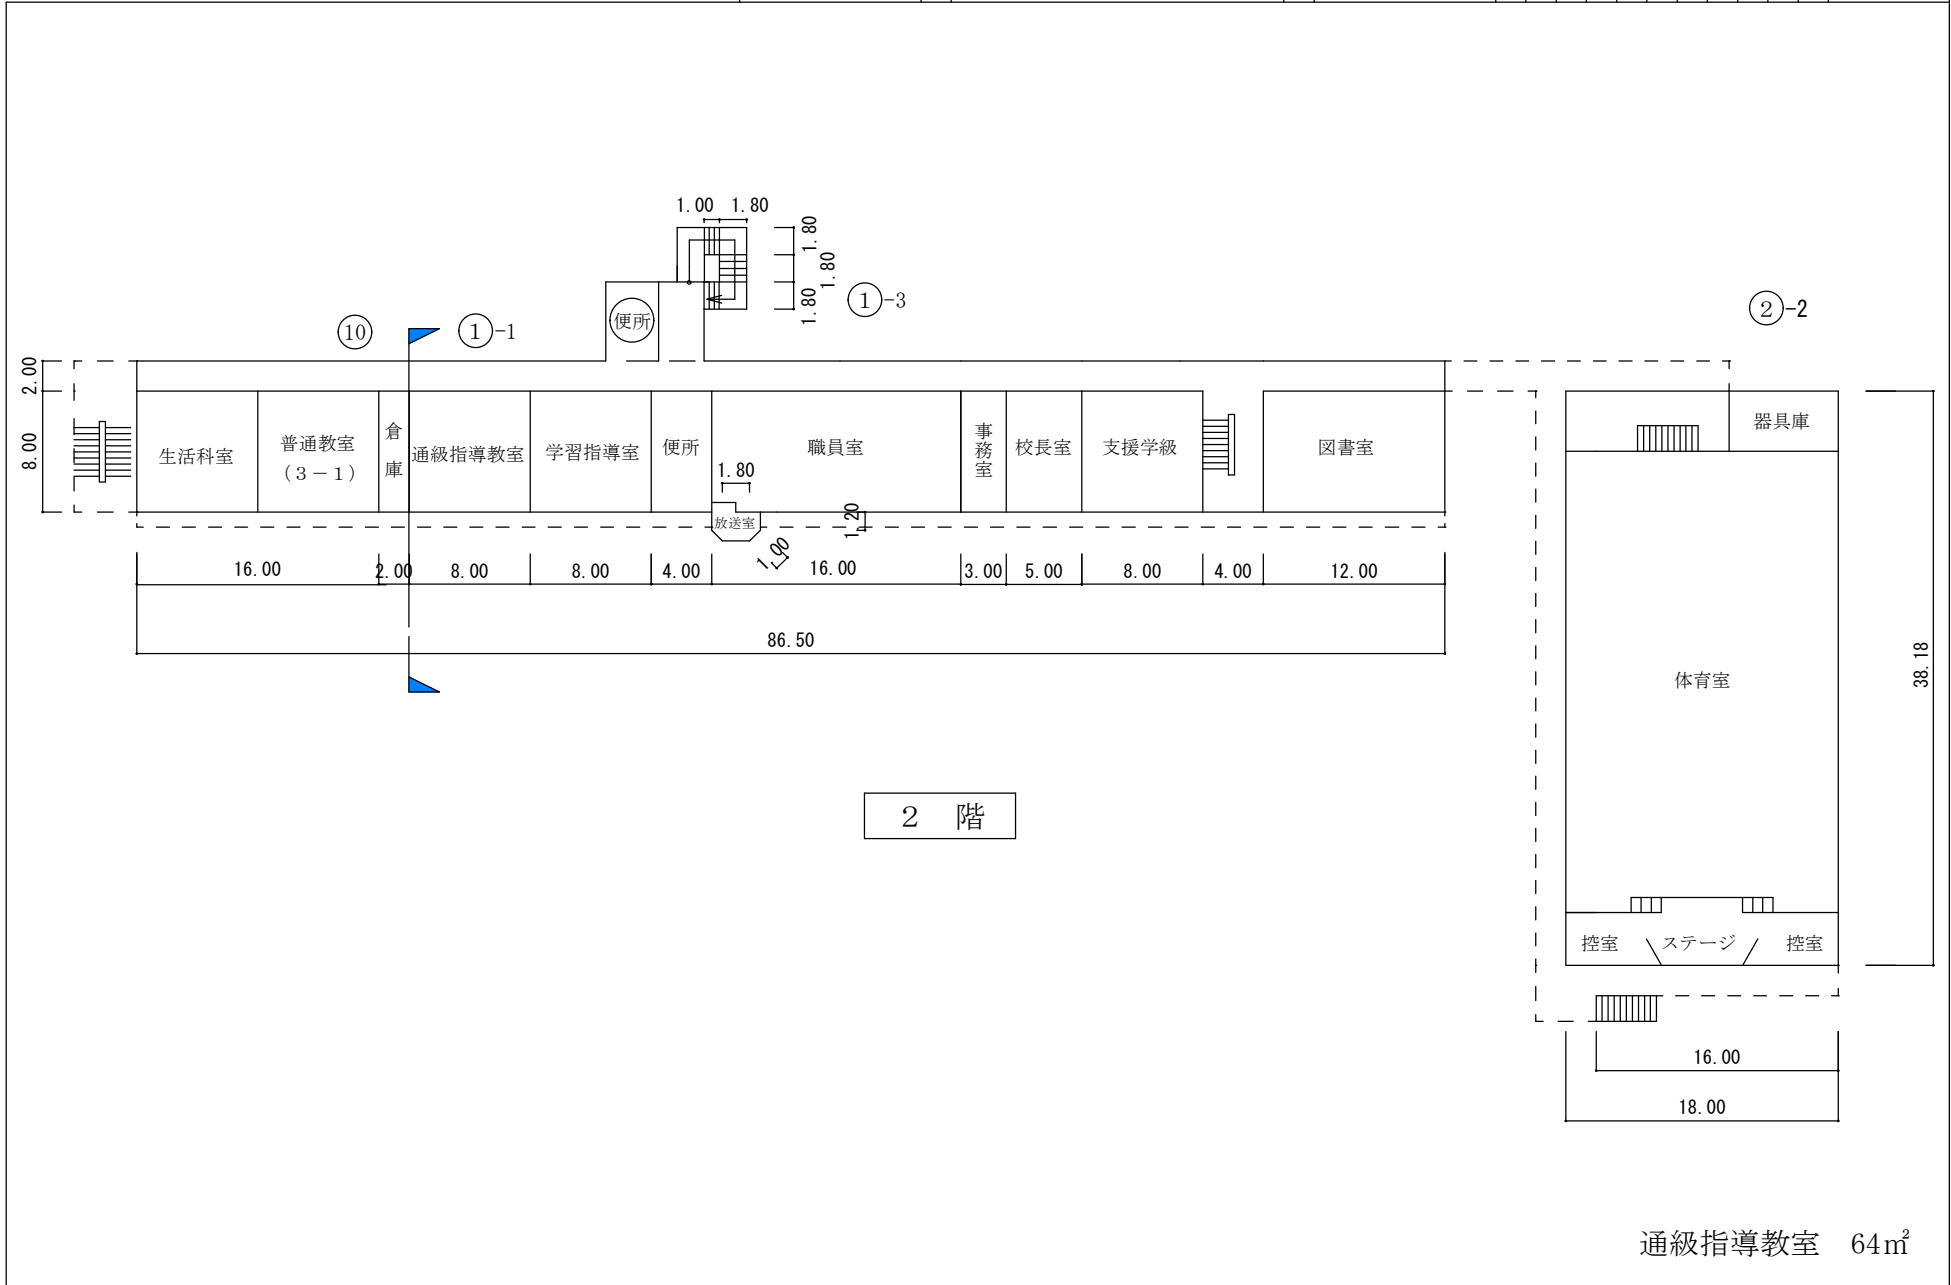 1.00 1.80
1.80
1.80
1.80
①-3
②-2
便所
⑩
①-1
2.00
8.00
生活科室
普通教室
（３－１）
倉庫
通級指導教室
学習指導室
便所
職員室
事務室
校長室
支援学級
図書室
器具庫
1.80
放送室
1.20
1.00
16.00 2.00 8.00 8.00 4.00 16.00 3.00 5.00 8.00 4.00 12.00
86.50
体育室
38.18
２　階
控室 ステージ 控室
16.00
18.00
通級指導教室　64㎡